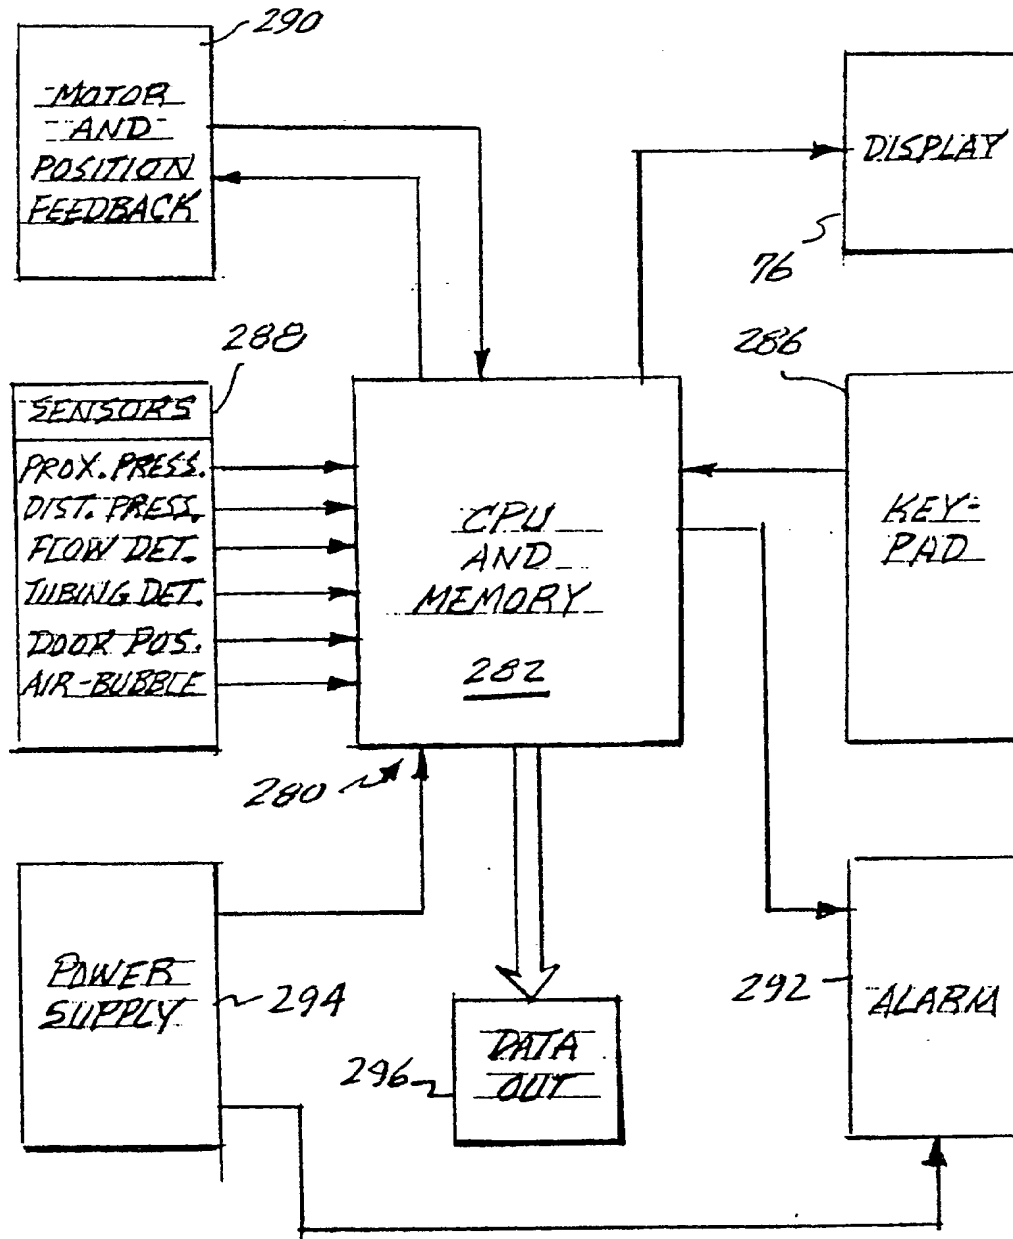 290
MOTOR
AND
POSITION
FEEDBACK
DISPLAY
76
288
286
SENSORS
PROX. PRESS.
DIST. PRESS.
FLOW DET.
TUBING DET.
DOOR POS.
AIR-BUBBLE
CPU
AND
MEMORY
282
KEY-
PAD
280
POWER
SUPPLY
294
DATA
OUT
296
292
ALARM